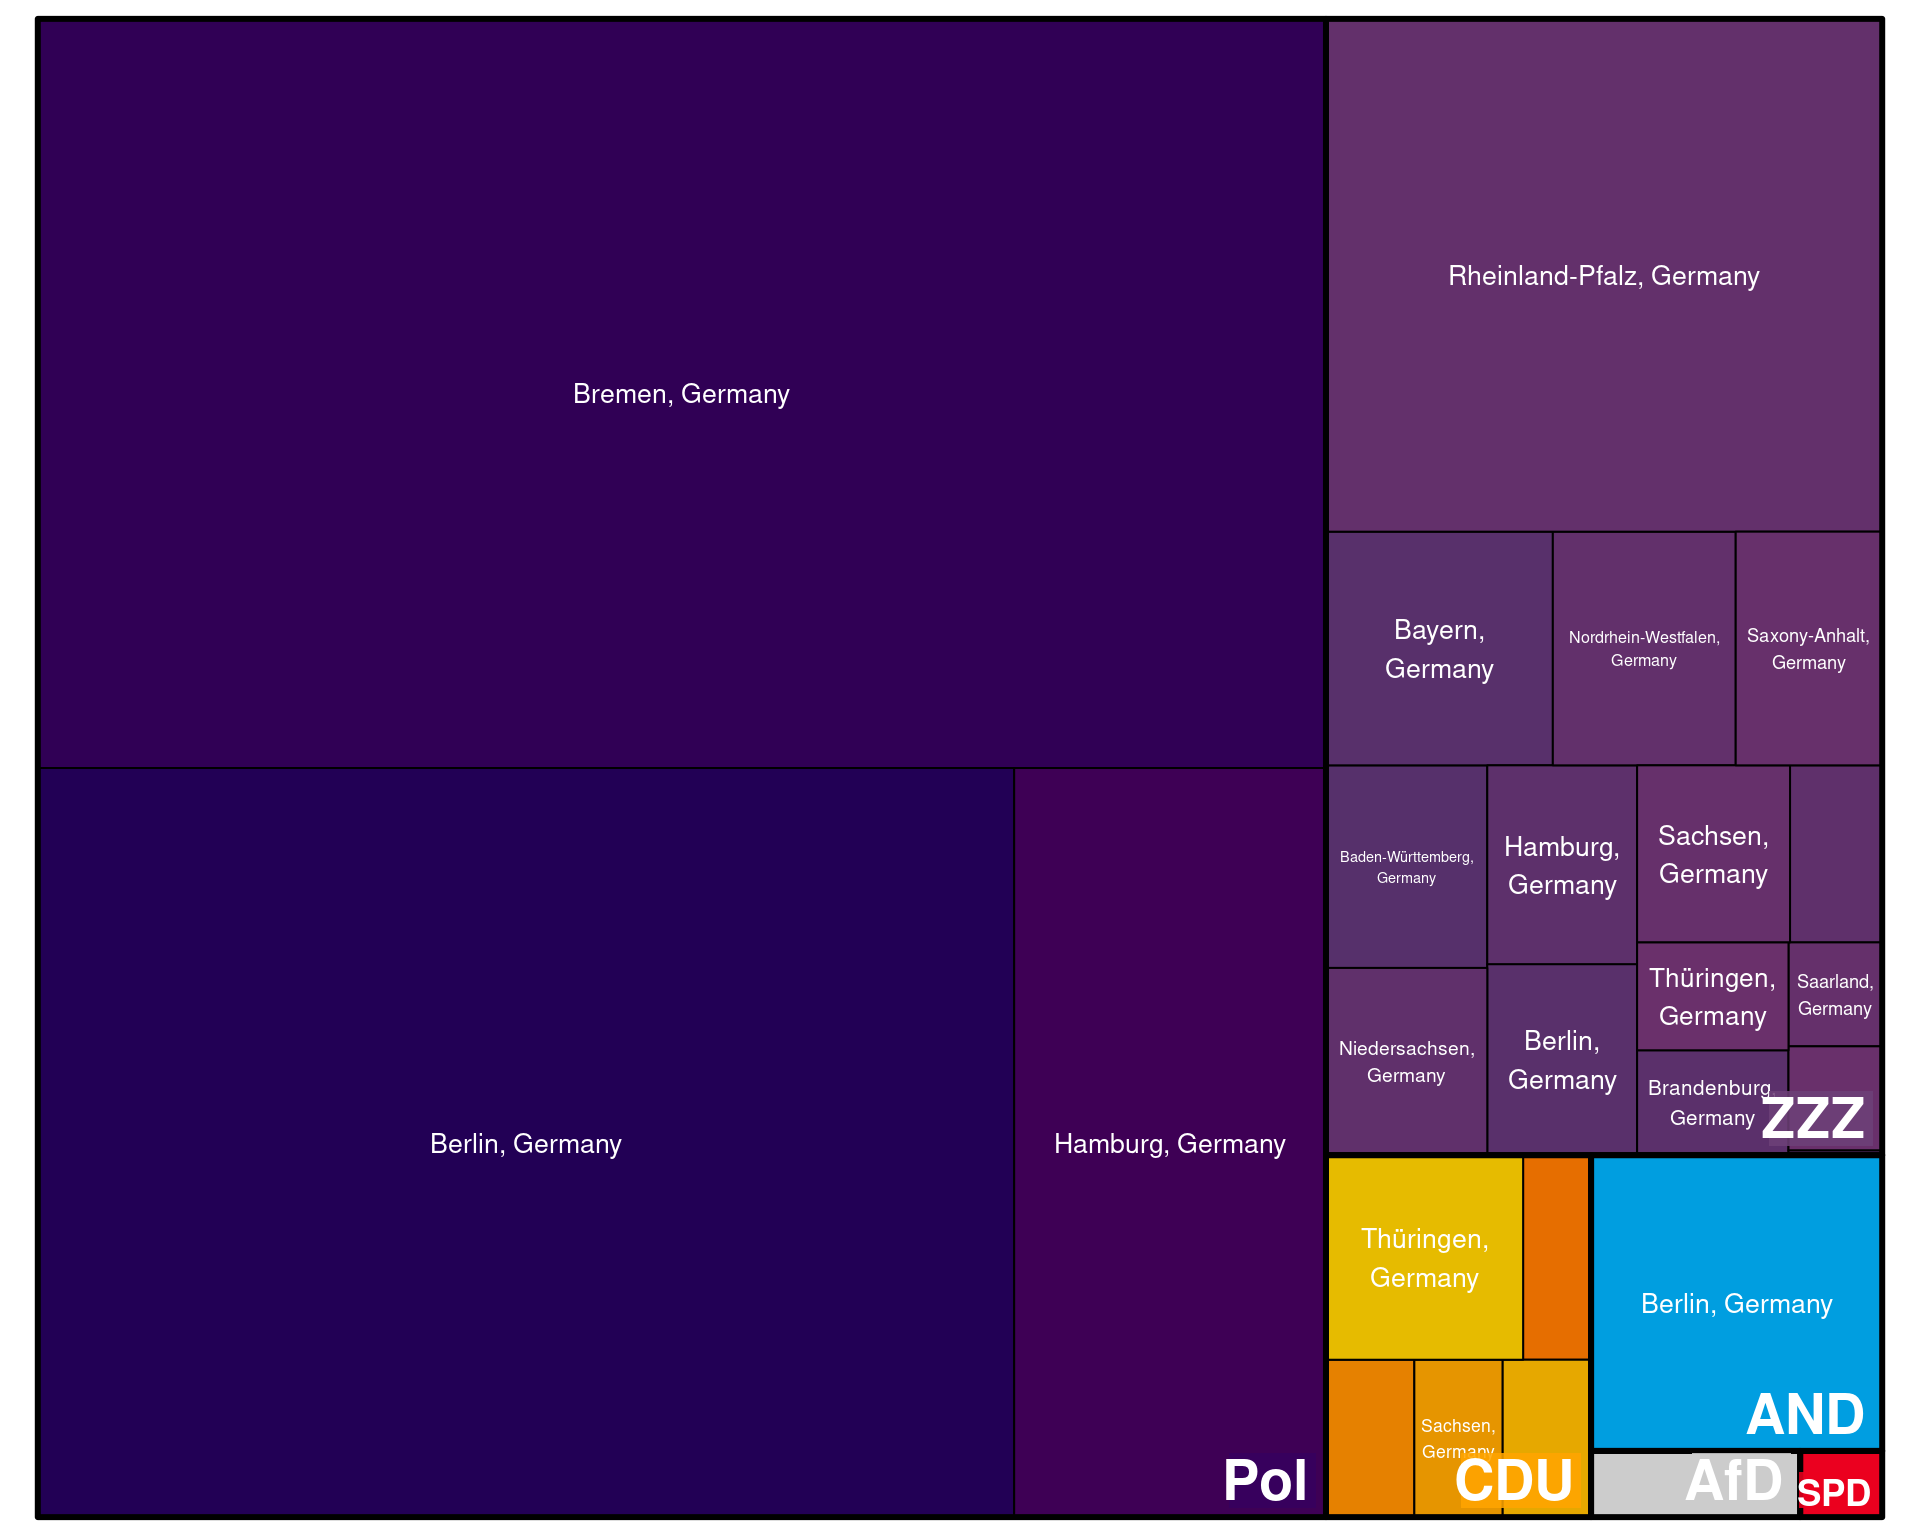 Bremen, Germany
Berlin, Germany
Hamburg, Germany
Pol
Rheinland-Pfalz, Germany
Bayern,
Germany
Nordrhein-Westfalen,
Germany
Saxony-Anhalt,
Germany
Baden-Württemberg,
Germany
Hamburg,
Germany
Sachsen,
Germany
Niedersachsen,
Germany
Berlin,
Germany
Thüringen,
Germany
Saarland,
Germany
Brandenburg,
Germany
ZZZ
Thüringen,
Germany
Sachsen,
Germany
CDU
Berlin, Germany
AND
AfD
SPD